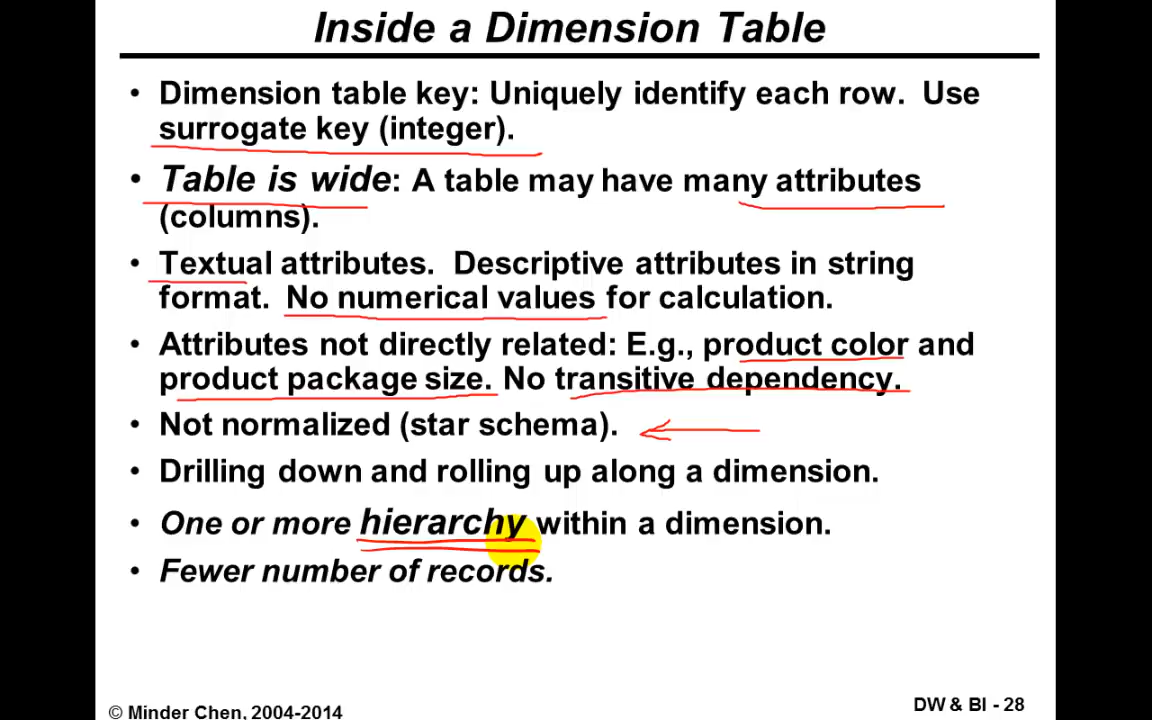 Inside a Dimension Table
• Dimension table key: Uniquely identify each row. Use
surrogate key (integer).
• Table is wide: A table may have many attributes
(columns).
• Textual attributes. Descriptive attributes in string
format. No numerical values for calculation.
• Attributes not directly related: E.g., product color and
product package size. No transitive dependency.
• Not normalized (star schema).
• Drilling down and rolling up along a dimension.
• One or more hierarchy within a dimension.
• Fewer number of records.
© Minder Chen, 2004-2014
DW & BI - 28